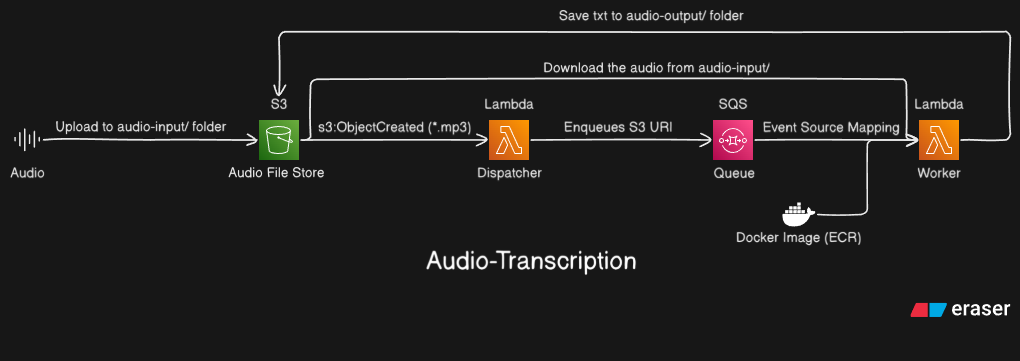 Save txt to audio-output/ folder
Download the audio from audio-input/
S3
Lambda
SQS
Lambda
Upload to audio-input/ folder
s3:ObjectCreated (*.mp3)
Enqueues S3 URI
Event Source Mapping
Audio
Audio File Store
Dispatcher
Queue
Worker
Docker Image (ECR)
Audio-Transcription
eraser